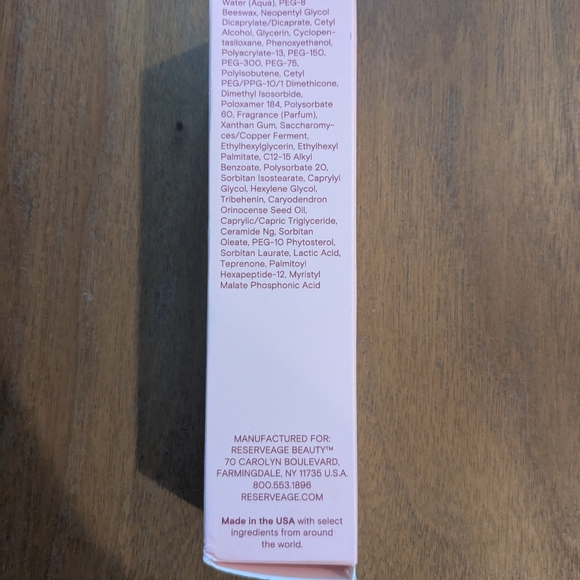 Water (Aqua), PEG-8
Beeswax, Neopentyl Glycol
Dicaprylate/Dicaprate, Cetyl
Alcohol, Glycerin, Cyclopen-
tasiloxane, Phenoxyethanol,
Polyacrylate-13, PEG-150,
PEG-300, PEG-75,
Polyisobutene, Cetyl
PEG/PPG-10/1 Dimethicone,
Dimethyl Isosorbide,
Poloxamer 184, Polysorbate
60, Fragrance (Parfum),
Xanthan Gum, Saccharomy-
ces/Copper Ferment,
Ethylhexylglycerin, Ethylhexyl
Palmitate, C12-15 Alkyl
Benzoate, Polysorbate 20,
Sorbitan Isostearate, Caprylyl
Glycol, Hexylene Glycol,
Tribehenin, Caryodendron
Orinocense Seed Oil,
Caprylic/Capric Triglyceride,
Ceramide Ng, Sorbitan
Oleate, PEG-10 Phytosterol,
Sorbitan Laurate, Lactic Acid,
Teprenone, Palmitoyl
Hexapeptide-12, Myristyl
Malate Phosphonic Acid
MANUFACTURED FOR:
RESERVEAGE BEAUTY™
70 CAROLYN BOULEVARD,
FARMINGDALE, NY 11735 U.S.A.
800.553.1896
RESERVEAGE.COM
Made in the USA with select
ingredients from around
the world.